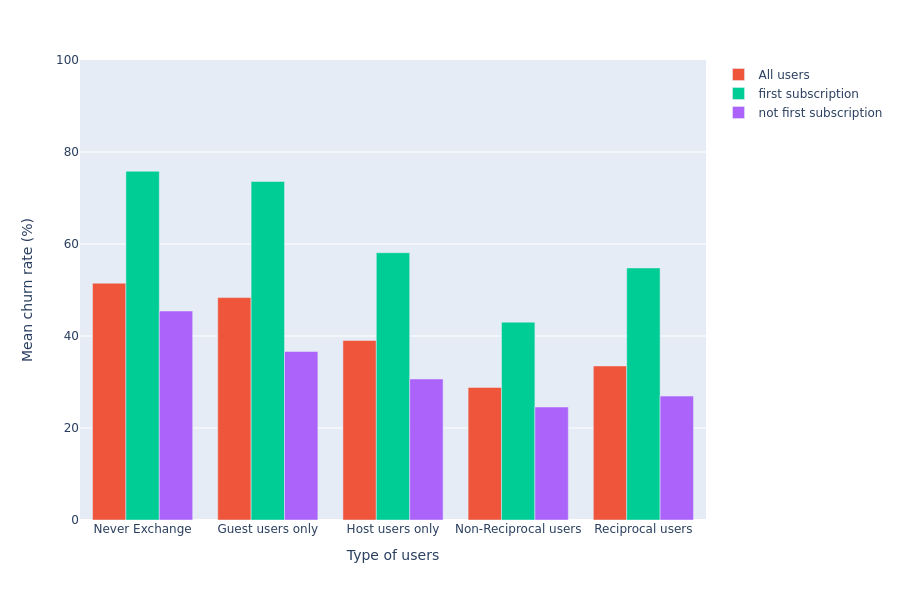 100
80
60
40
20
0
Mean churn rate (%)
Never Exchange
Guest users only
Host users only
Non-Reciprocal users
Reciprocal users
Type of users
All users
first subscription
not first subscription